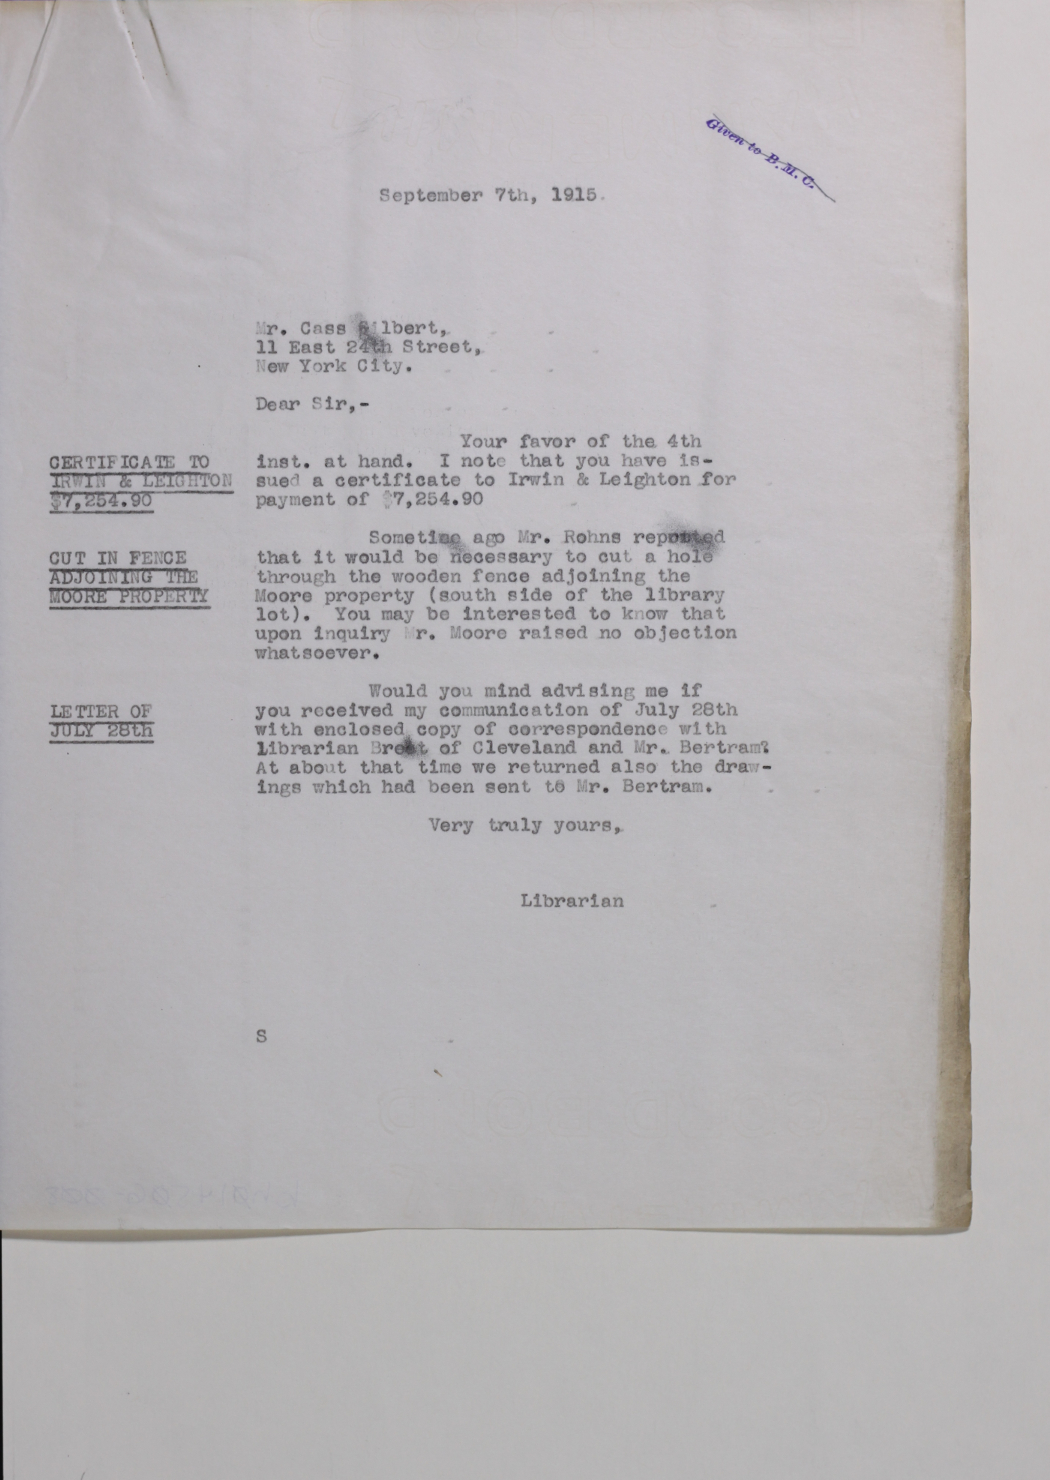 Given to B.M.C.
September 7th, 1915.
Mr. Cass Gilbert,
11 East 24th Street,
New York City.
Dear Sir,-
Your favor of the 4th
CERTIFICATE TO
IRWIN & LEIGHTON
$7,254.90
inst. at hand. I note that you have is-
sued a certificate to Irwin & Leighton for
payment of $7,254.90
Sometime ago Mr. Rohns reported
CUT IN FENCE
ADJOINING THE
MOORE PROPERTY
that it would be necessary to cut a hole
through the wooden fence adjoining the
Moore property (south side of the library
lot). You may be interested to know that
upon inquiry Mr. Moore raised no objection
whatsoever.
Would you mind advising me if
LETTER OF
JULY 28th
you received my communication of July 28th
with enclosed copy of correspondence with
librarian Brett of Cleveland and Mr. Bertram?
At about that time we returned also the draw-
ings which had been sent to Mr. Bertram.
Very truly yours,
Librarian
S